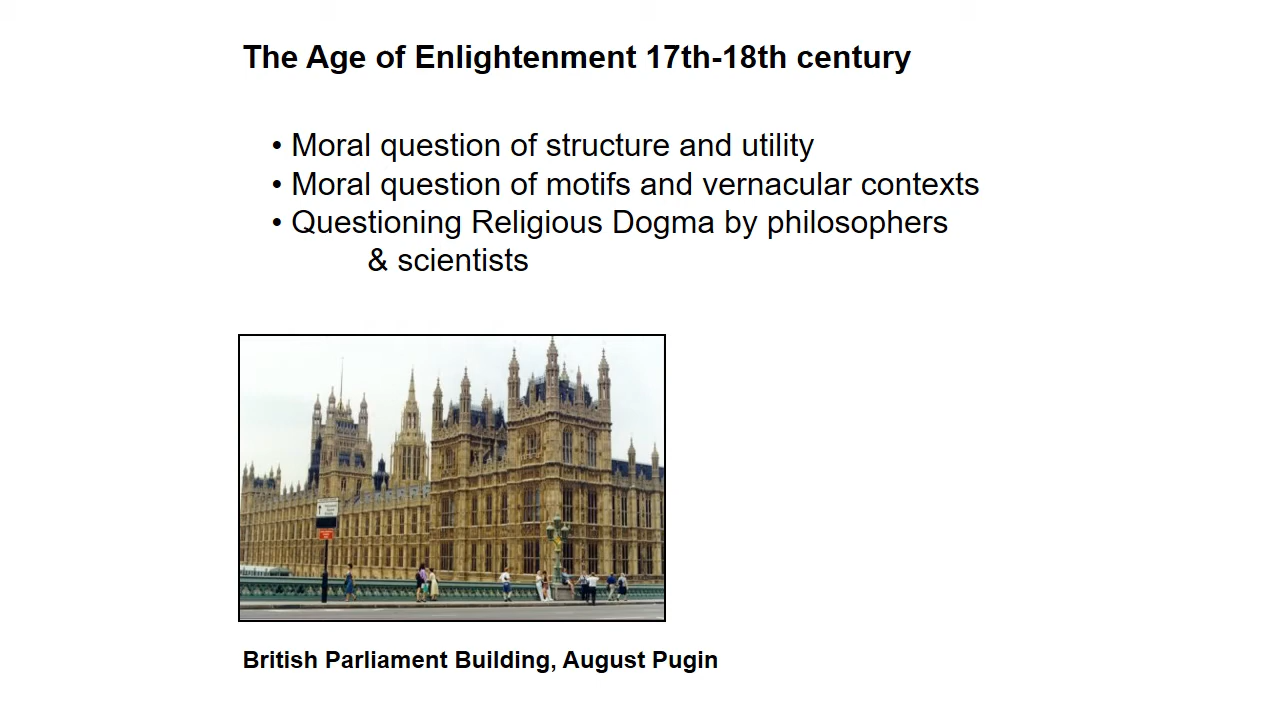 The Age of Enlightenment 17th-18th century
• Moral question of structure and utility
• Moral question of motifs and vernacular contexts
• Questioning Religious Dogma by philosophers
& scientists
British Parliament Building, August Pugin